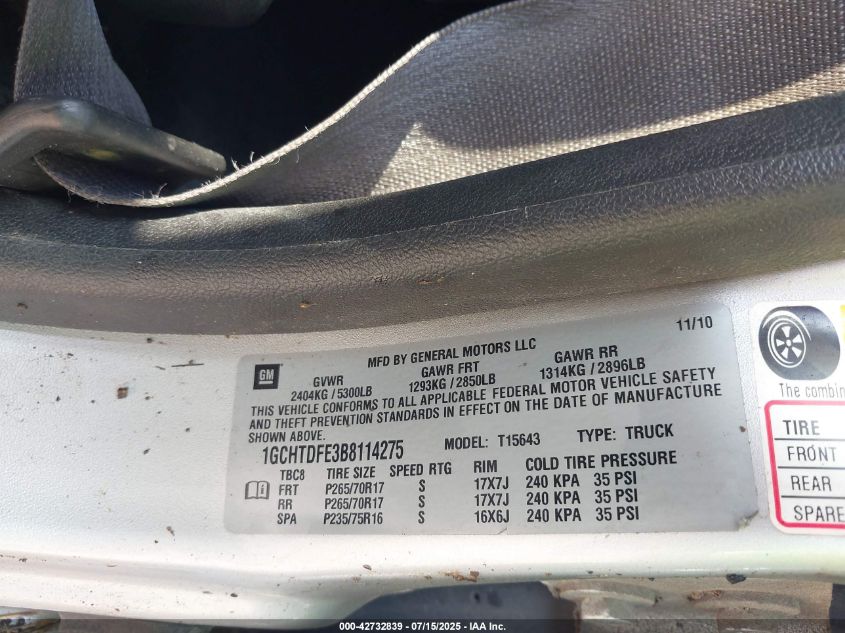 11/10
MFD BY GENERAL MOTORS LLC
GM
GVWR GAWR FRT GAWR RR
2404KG / 5300LB 1293KG / 2850LB 1314KG / 2896LB
THIS VEHICLE CONFORMS TO ALL APPLICABLE FEDERAL MOTOR VEHICLE SAFETY
AND THEFT PREVENTION STANDARDS IN EFFECT ON THE DATE OF MANUFACTURE
SHOWN ABOVE
1GCHTDFE3B8114275 MODEL: T15643 TYPE: TRUCK
TBC8 TIRE SIZE SPEED RTG RIM COLD TIRE PRESSURE
FRT P265/70R17 S 17X7J 240 KPA 35 PSI
RR P265/70R17 S 17X7J 240 KPA 35 PSI
SPA P235/75R16 S 16X6J 240 KPA 35 PSI
The combin
TIRE
FRONT
REAR
SPARE
000-42732839 - 07/15/2025 - IAA Inc.